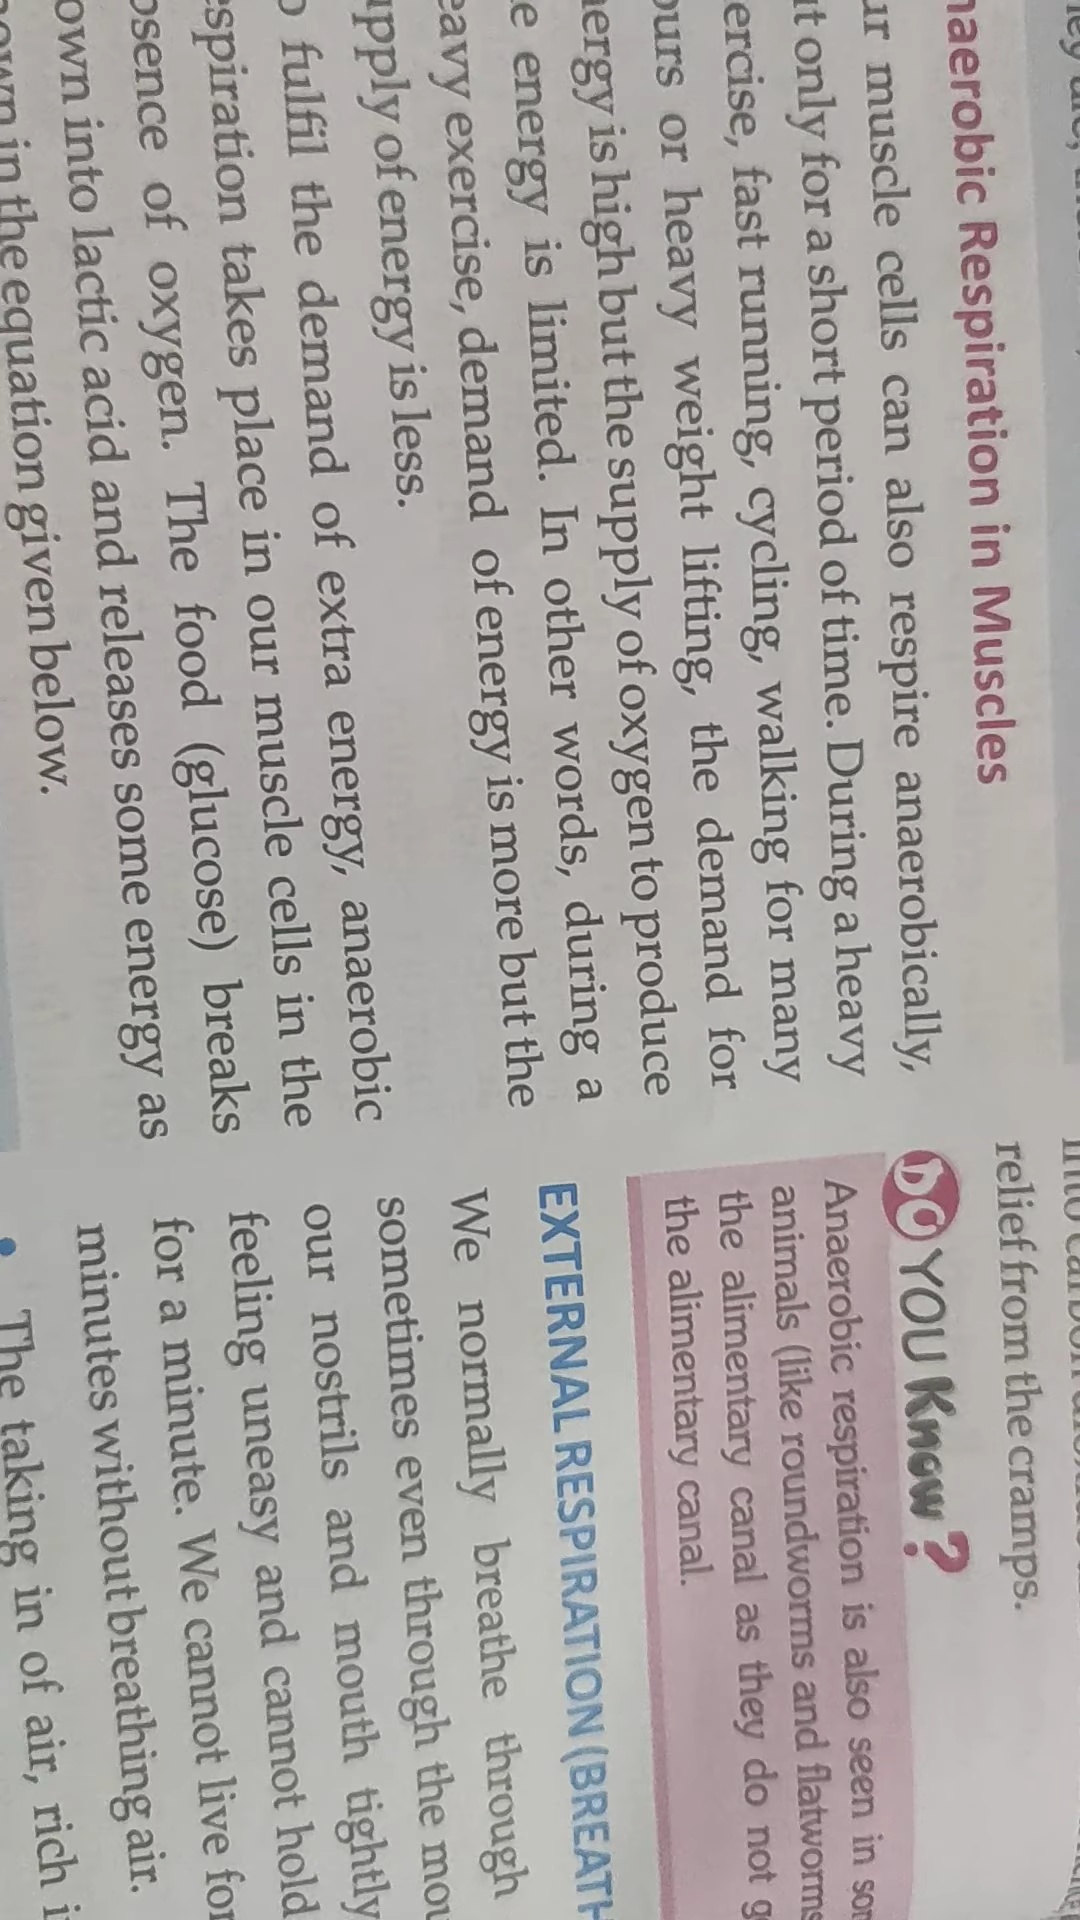 naerobic Respiration in Muscles
ur muscle cells can also respire anaerobically,
t only for a short period of time. During a heavy
ercise, fast running, cycling, walking for many
ours or heavy weight lifting, the demand for
ergy is high but the supply of oxygen to produce
e energy is limited. In other words, during a
eavy exercise, demand of energy is more but the
pply of energy is less.
o fulfil the demand of extra energy, anaerobic
spiration takes place in our muscle cells in the
sence of oxygen. The food (glucose) breaks
own into lactic acid and releases some energy as
own in the equation given below.
relief from the cramps.
DO YOU Know?
Anaerobic respiration is also seen in som
animals (like roundworms and flatworms
the alimentary canal as they do not g
the alimentary canal.
EXTERNAL RESPIRATION (BREATH
We normally breathe through
sometimes even through the mou
our nostrils and mouth tightly
feeling uneasy and cannot hold
for a minute. We cannot live for
minutes without breathing air.
• The taking in of air, rich i